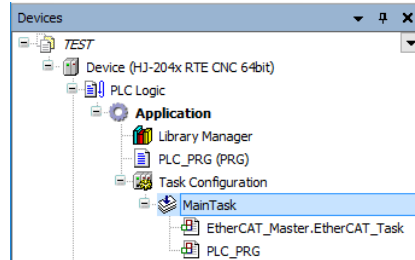 Devices
TEST
Device (HJ-204x RTE CNC 64bit)
PLC Logic
Application
Library Manager
PLC_PRG (PRG)
Task Configuration
MainTask
EtherCAT_Master.EtherCAT_Task
PLC_PRG